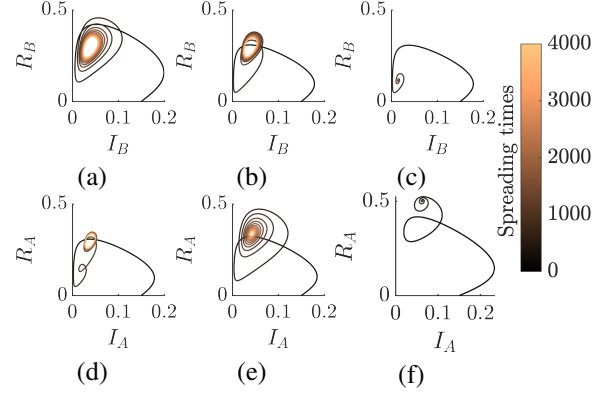 0.5 0.5 0.5 4000
R_B R_B R_B
3000
0 0 0
0 0.1 0.2 0 0.1 0.2 0 0.1 0.2
I_B I_B I_B
(a) (b) (c)
Spreading times
2000
0.5 0.5 0.5
R_A R_A R_A
1000
0 0 0 0
0 0.1 0.2 0 0.1 0.2 0 0.1 0.2
I_A I_A I_A
(d) (e) (f)